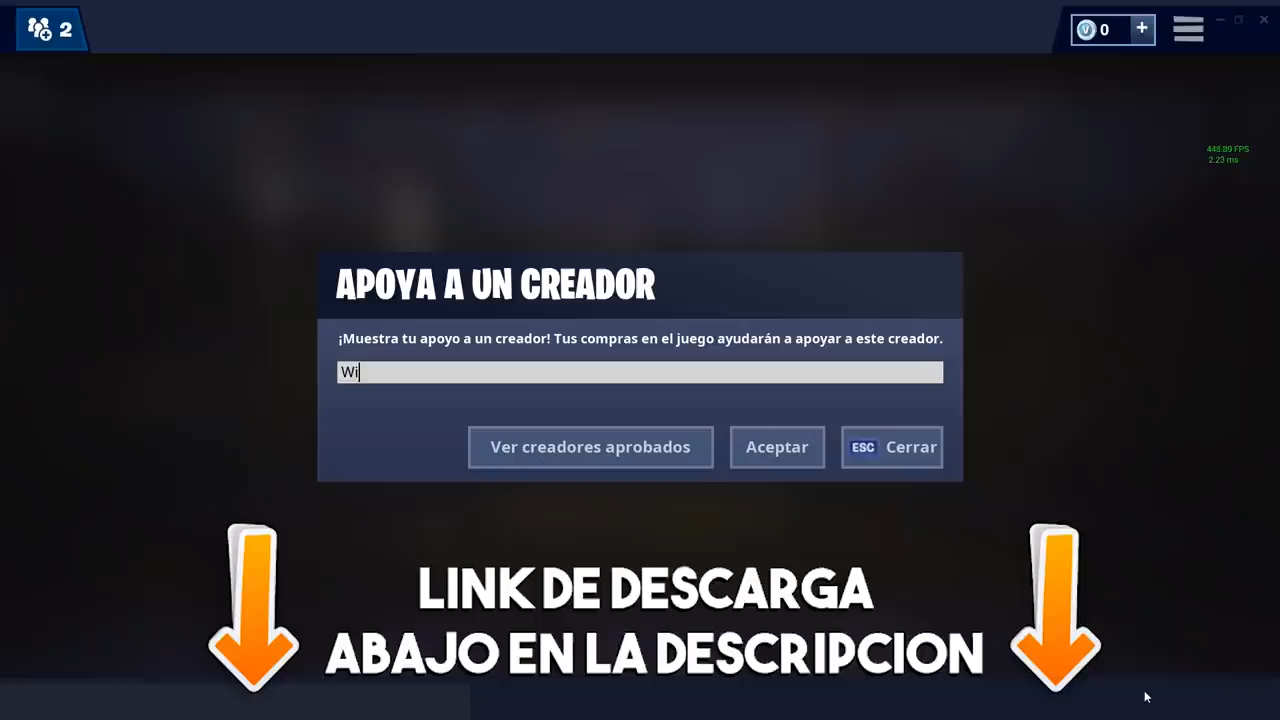 2
0
+
448.89 FPS
2.23 ms
APOYA A UN CREADOR
¡Muestra tu apoyo a un creador! Tus compras en el juego ayudarán a apoyar a este creador.
Wi
Ver creadores aprobados
Aceptar
ESC Cerrar
LINK DE DESCARGA
ABAJO EN LA DESCRIPCION